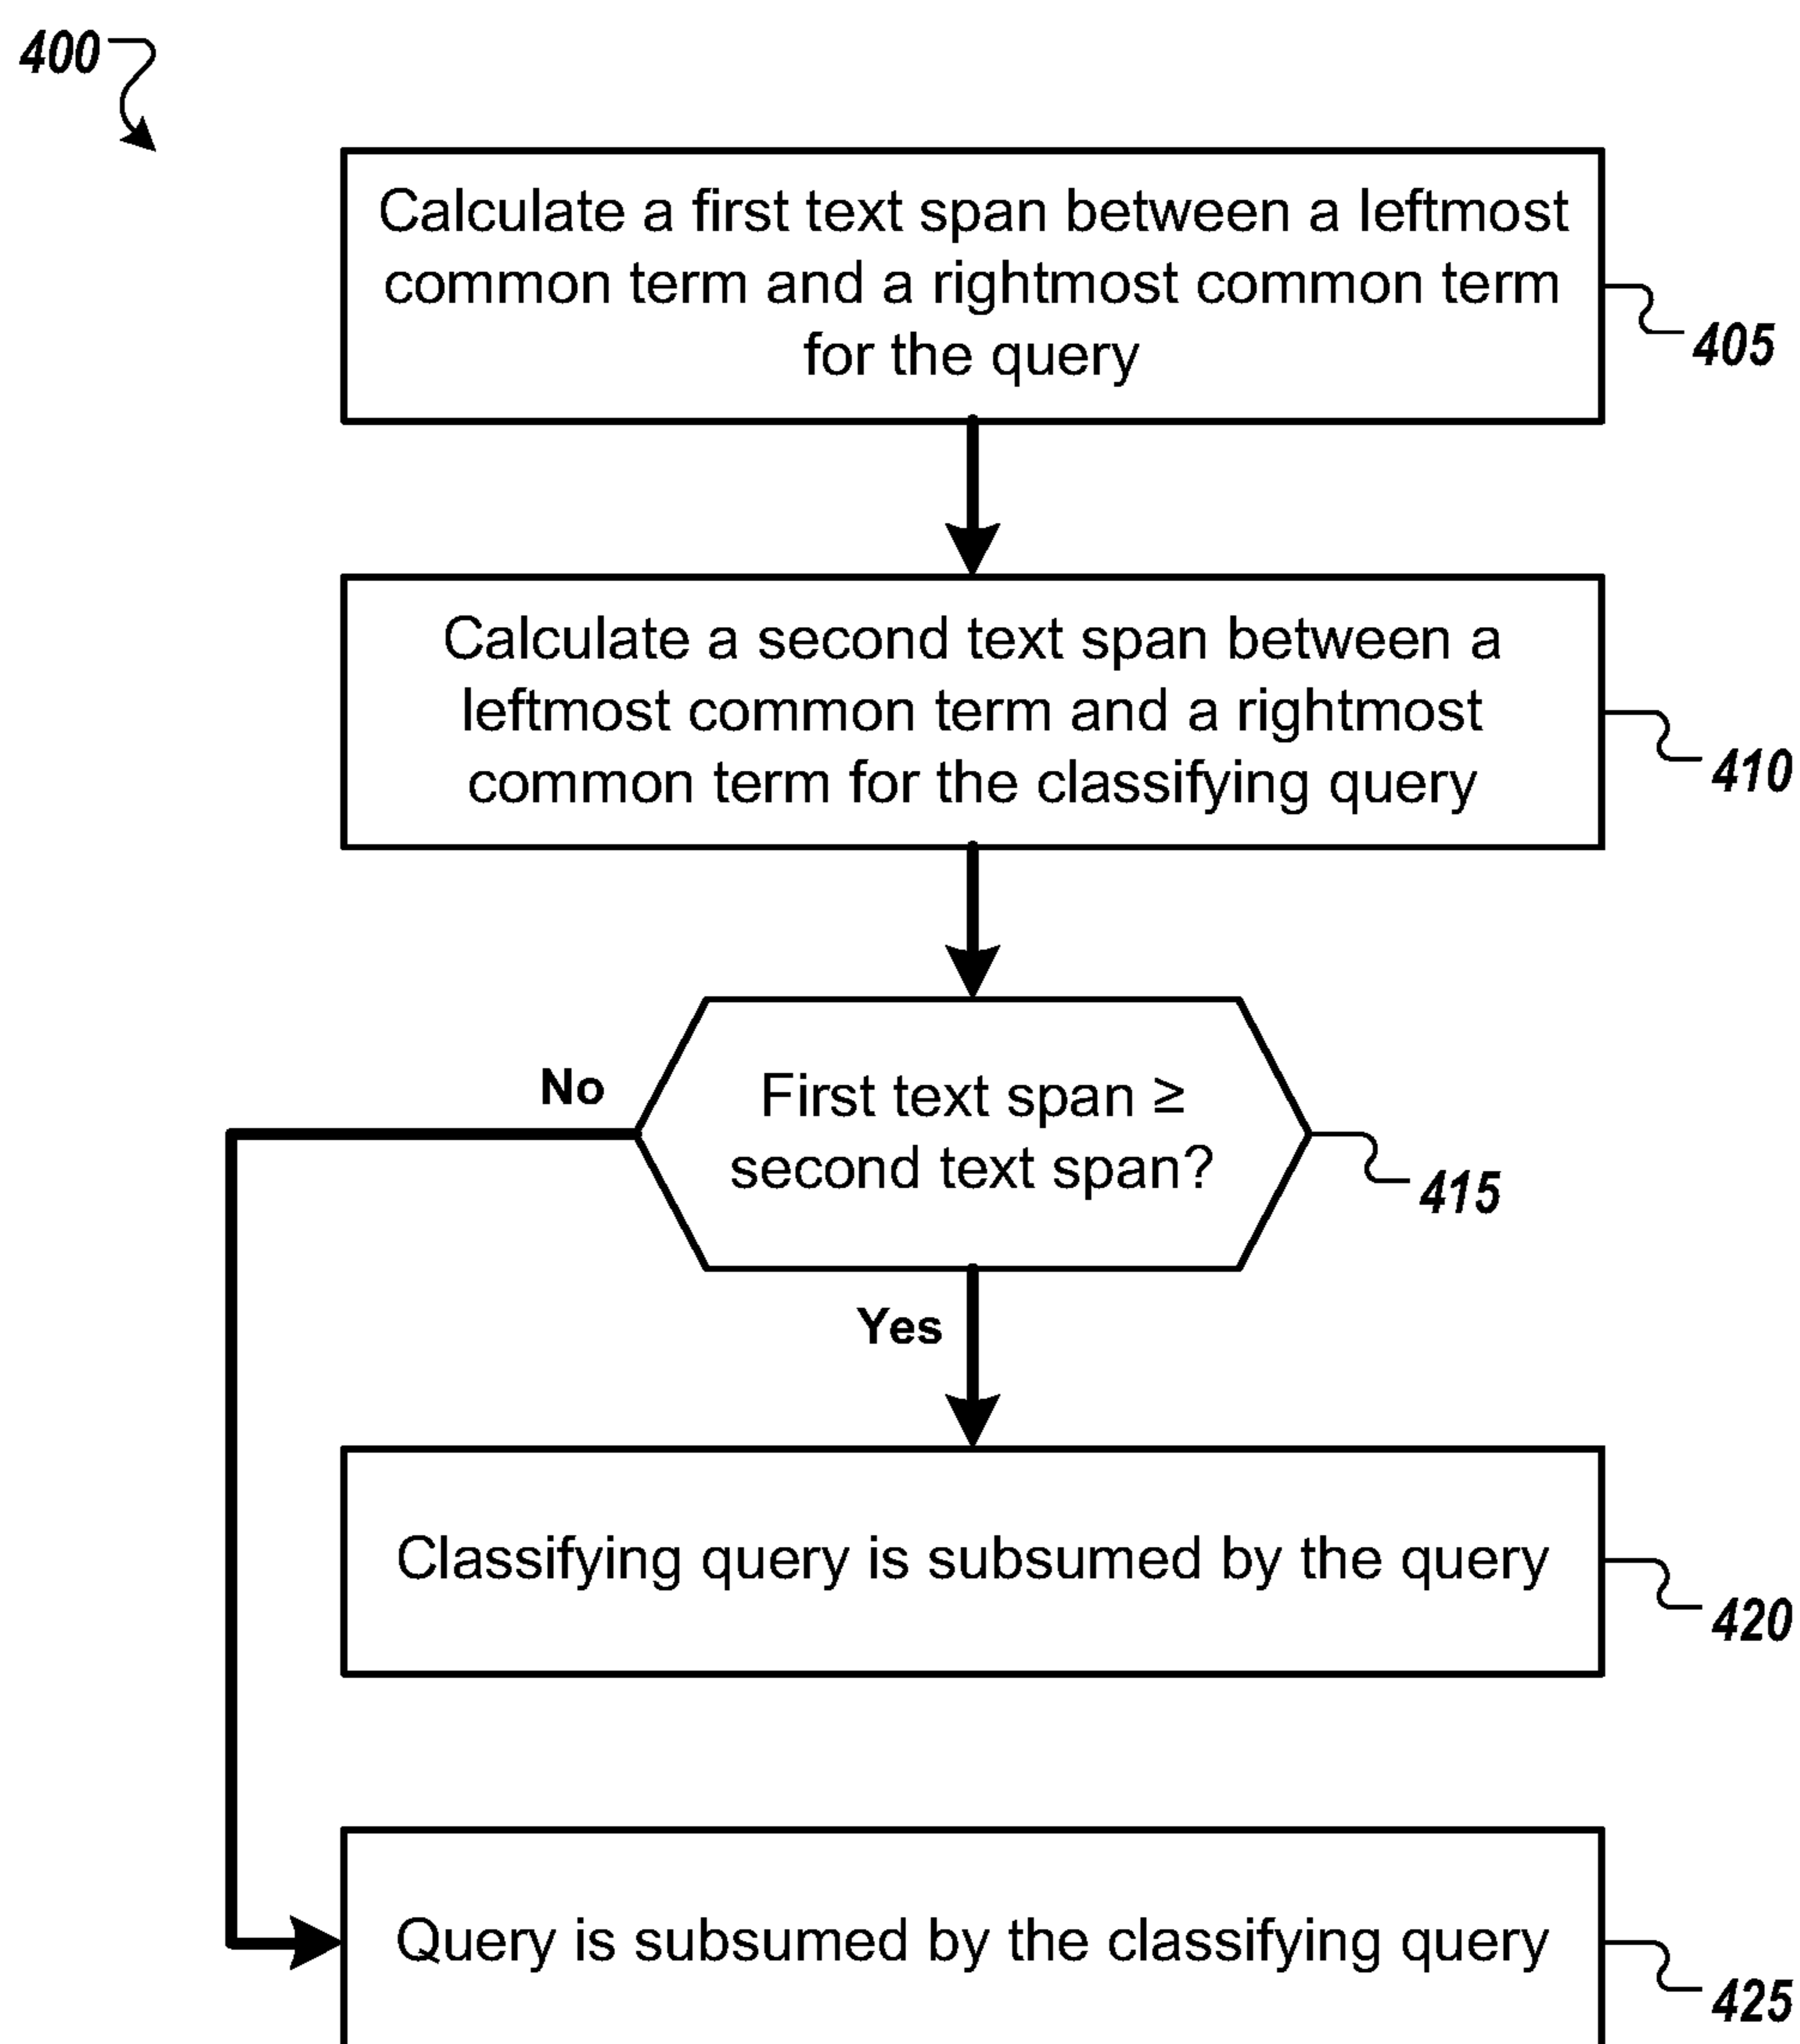 400
Calculate a first text span between a leftmost
common term and a rightmost common term
for the query
405
Calculate a second text span between a
leftmost common term and a rightmost
common term for the classifying query
410
No
First text span ≥
second text span?
415
Yes
Classifying query is subsumed by the query
420
Query is subsumed by the classifying query
425